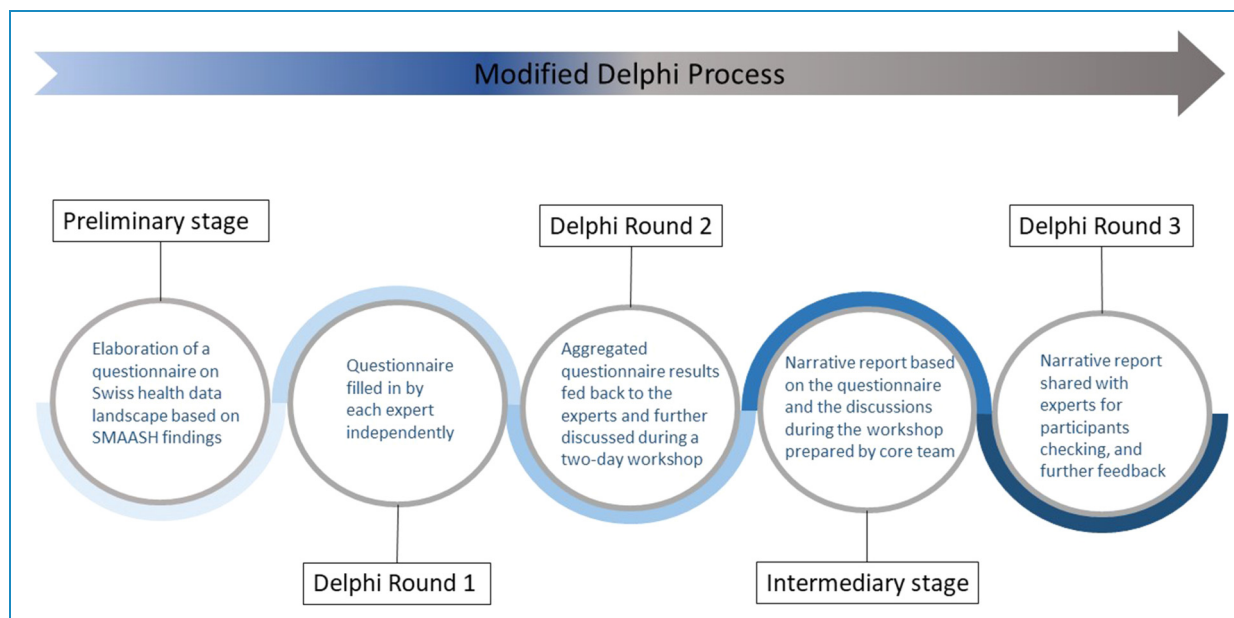 Modified Delphi Process
Preliminary stage
Elaboration of a
questionnaire on
Swiss health data
landscape based on
SMAASH findings
Questionnaire
filled in by
each expert
independently
Delphi Round 1
Delphi Round 2
Aggregated
questionnaire results
fed back to the
experts and further
discussed during a
two-day workshop
Narrative report based
on the questionnaire
and the discussions
during the workshop
prepared by core team
Intermediary stage
Delphi Round 3
Narrative report
shared with
experts for
participants
checking, and
further feedback